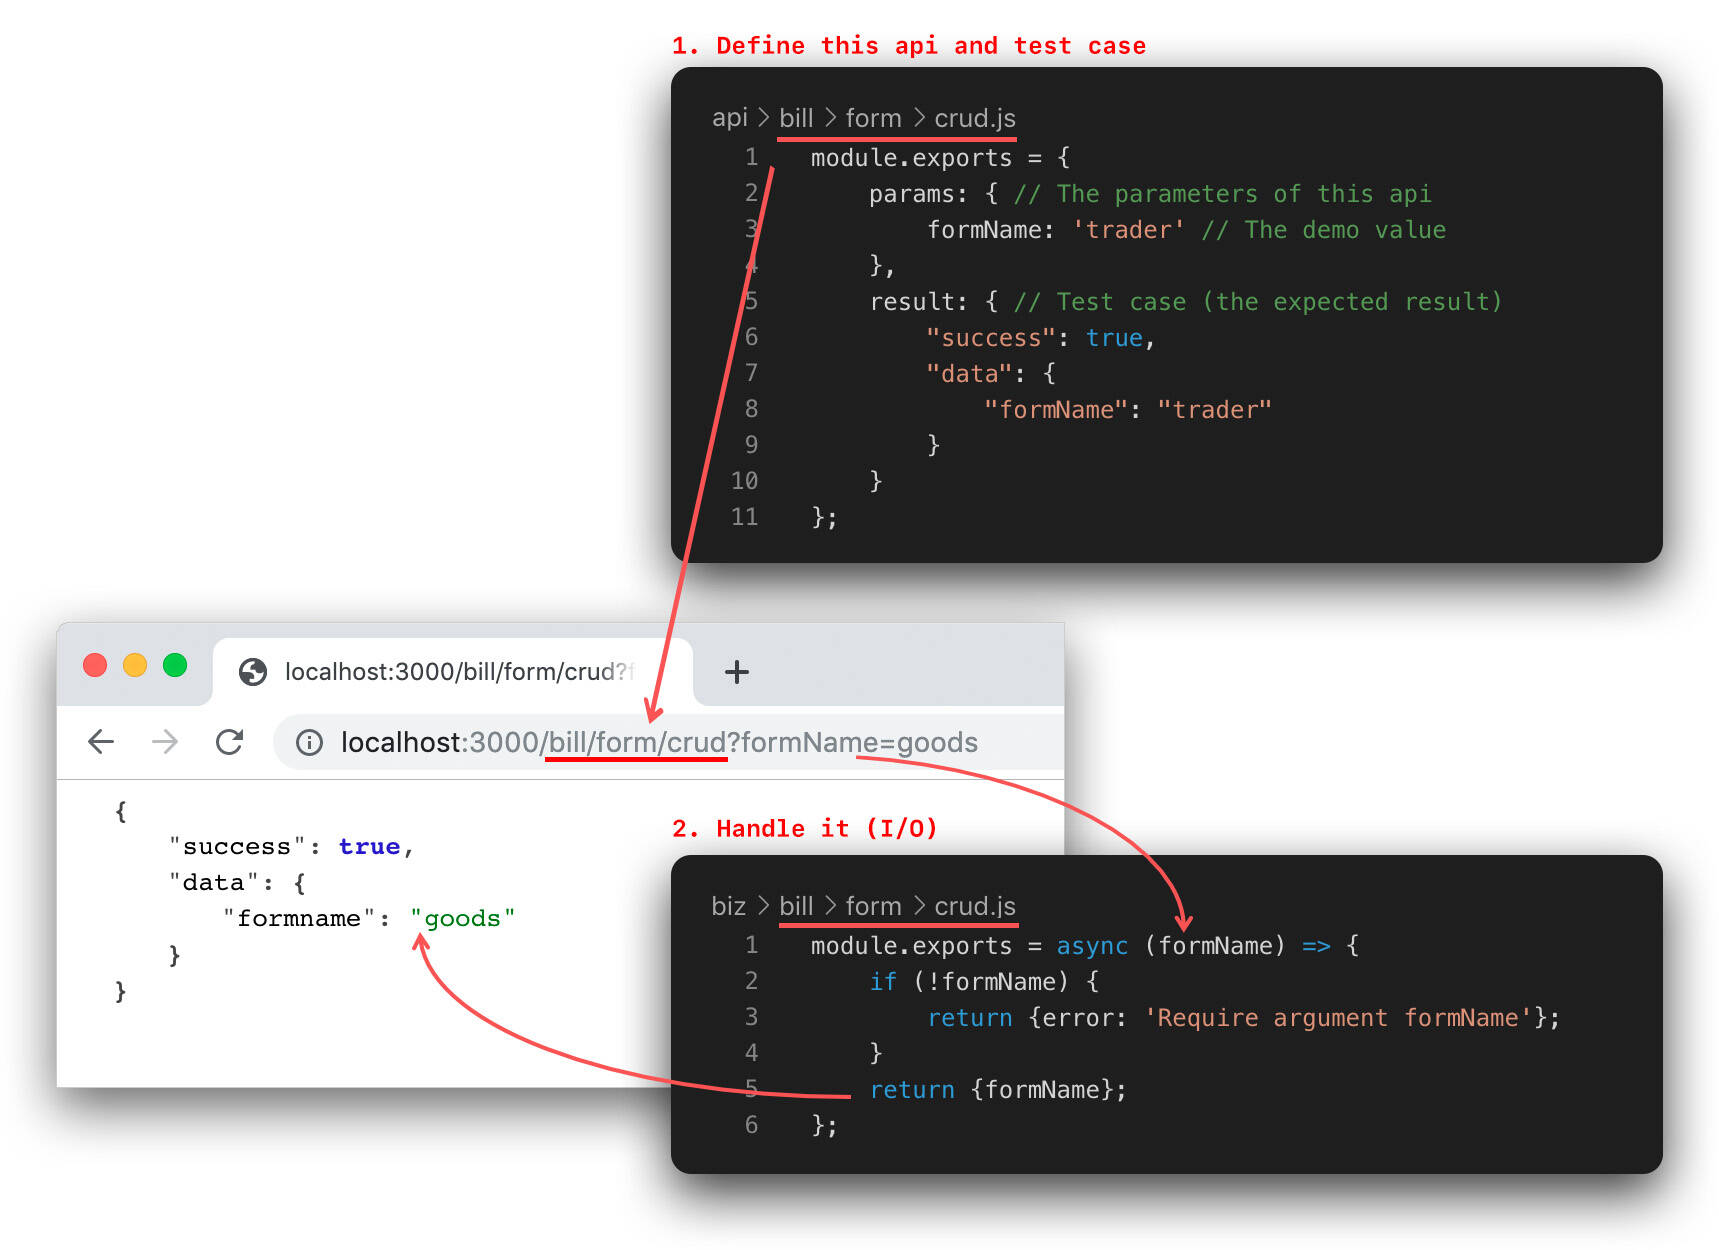 1. Define this api and test case
api > bill > form > crud.js
1 module.exports = {
2 params: { // The parameters of this api
3 formName: 'trader' // The demo value
4 },
5 result: { // Test case (the expected result)
6 "success": true,
7 "data": {
8 "formName": "trader"
9 }
10 }
11 };
localhost:3000/bill/form/crud?f
localhost:3000/bill/form/crud?formName=goods
{
"success": true,
"data": {
"formname": "goods"
}
}
2. Handle it (I/O)
biz > bill > form > crud.js
1 module.exports = async (formName) => {
2 if (!formName) {
3 return {error: 'Require argument formName'};
4 }
5 return {formName};
6 };